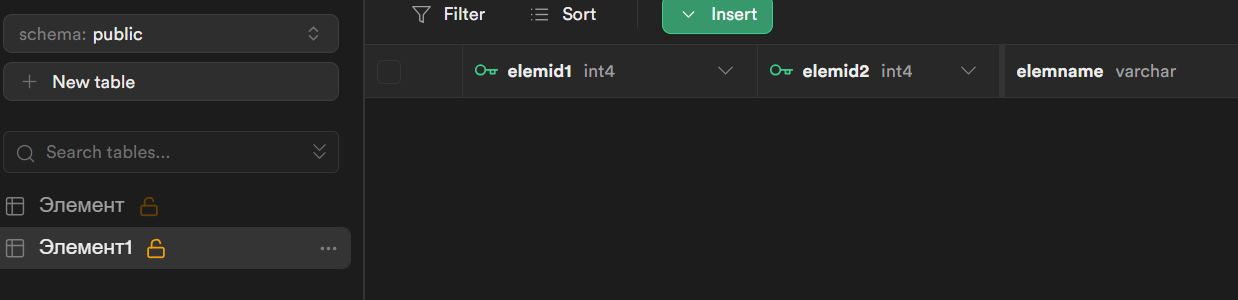 schema: public
New table
Search tables...
Элемент
Элемент1
Filter Sort Insert
elemid1 int4 elemid2 int4 elemname varchar